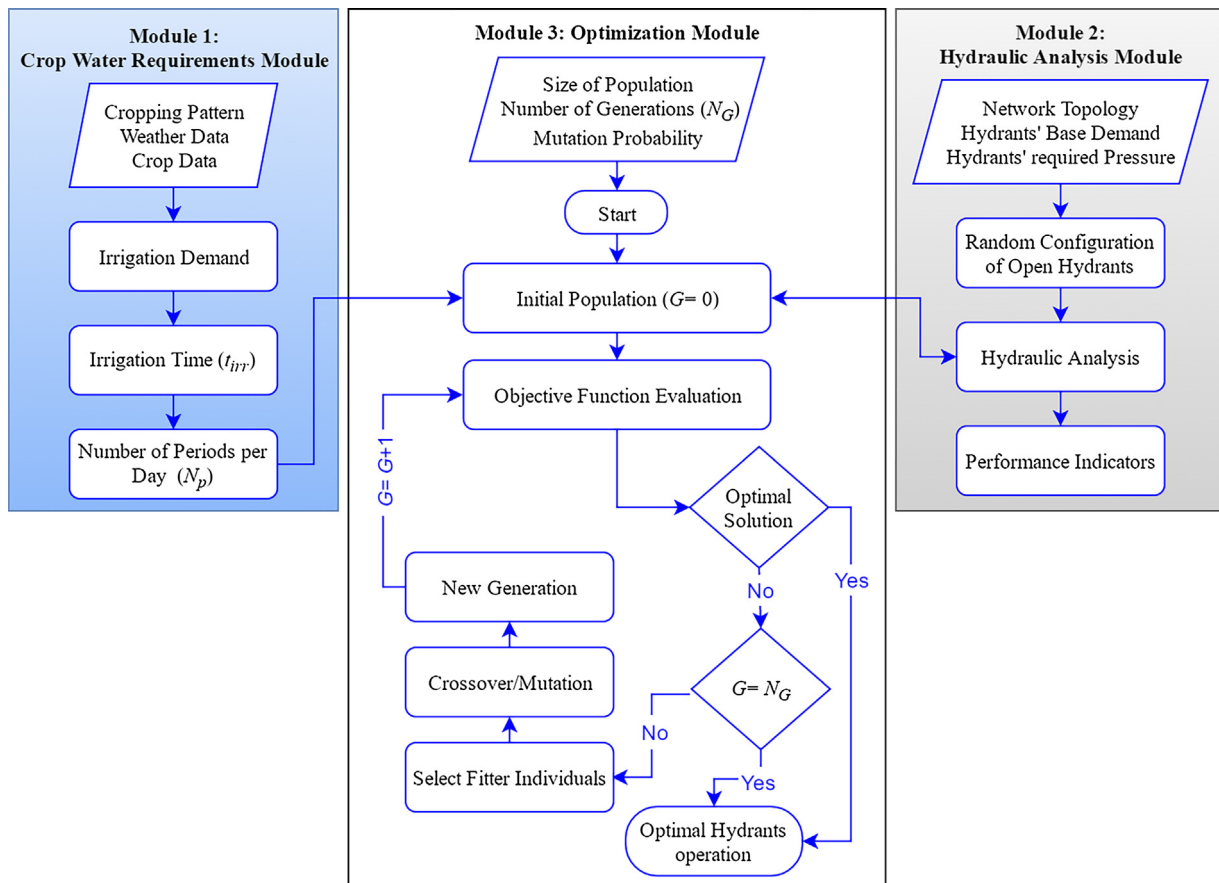 Module 1:
Crop Water Requirements Module
Cropping Pattern
Weather Data
Crop Data
Irrigation Demand
Irrigation Time (t_irr)
Number of Periods per
Day (N_p)
Module 3: Optimization Module
Size of Population
Number of Generations (N_G)
Mutation Probability
Start
Initial Population (G= 0)
Objective Function Evaluation
G= G+1
Optimal
Solution
Yes
No
New Generation
Crossover/Mutation
G= N_G
No
Select Fitter Individuals
Yes
Optimal Hydrants
operation
Module 2:
Hydraulic Analysis Module
Network Topology
Hydrants' Base Demand
Hydrants' required Pressure
Random Configuration
of Open Hydrants
Hydraulic Analysis
Performance Indicators